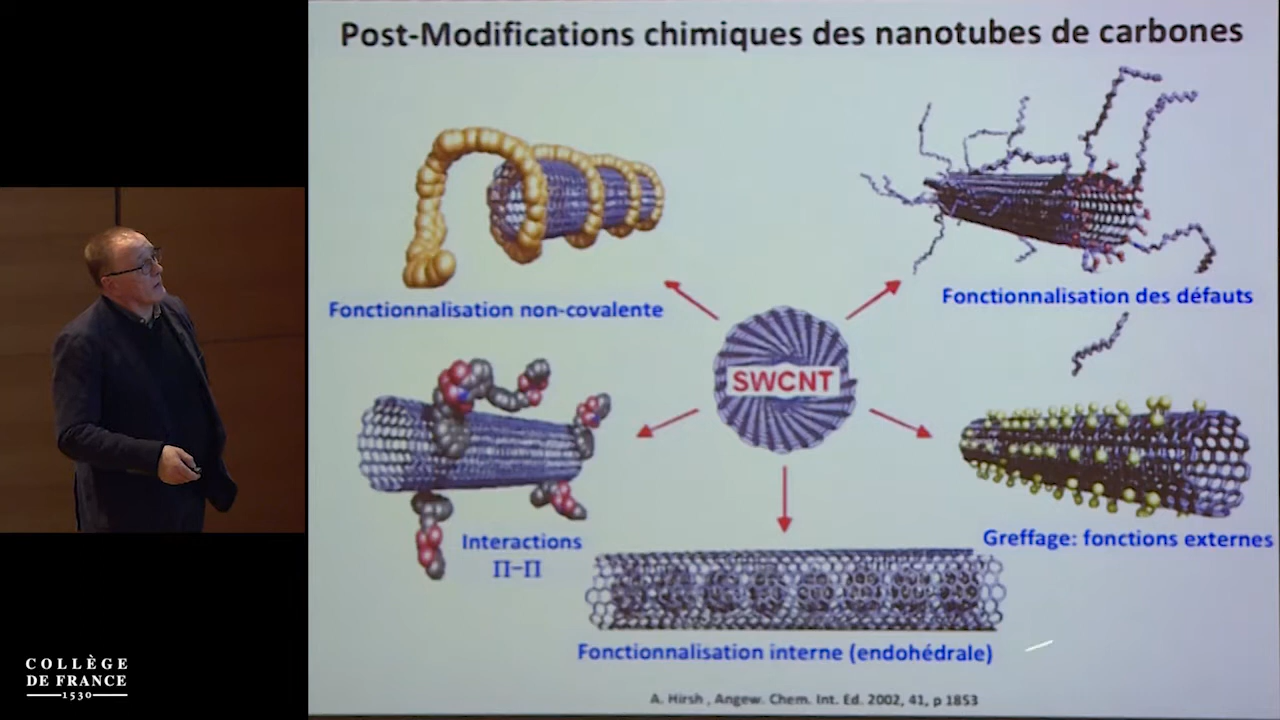 Post-Modifications chimiques des nanotubes de carbones
Fonctionnalisation non-covalente
Fonctionnalisation des défauts
SWCNT
Interactions
Π-Π
Greffage: fonctions externes
Fonctionnalisation interne (endohédrale)
A. Hirsh , Angew. Chem. Int. Ed. 2002, 41, p 1853
COLLÈGE
DE FRANCE
1530